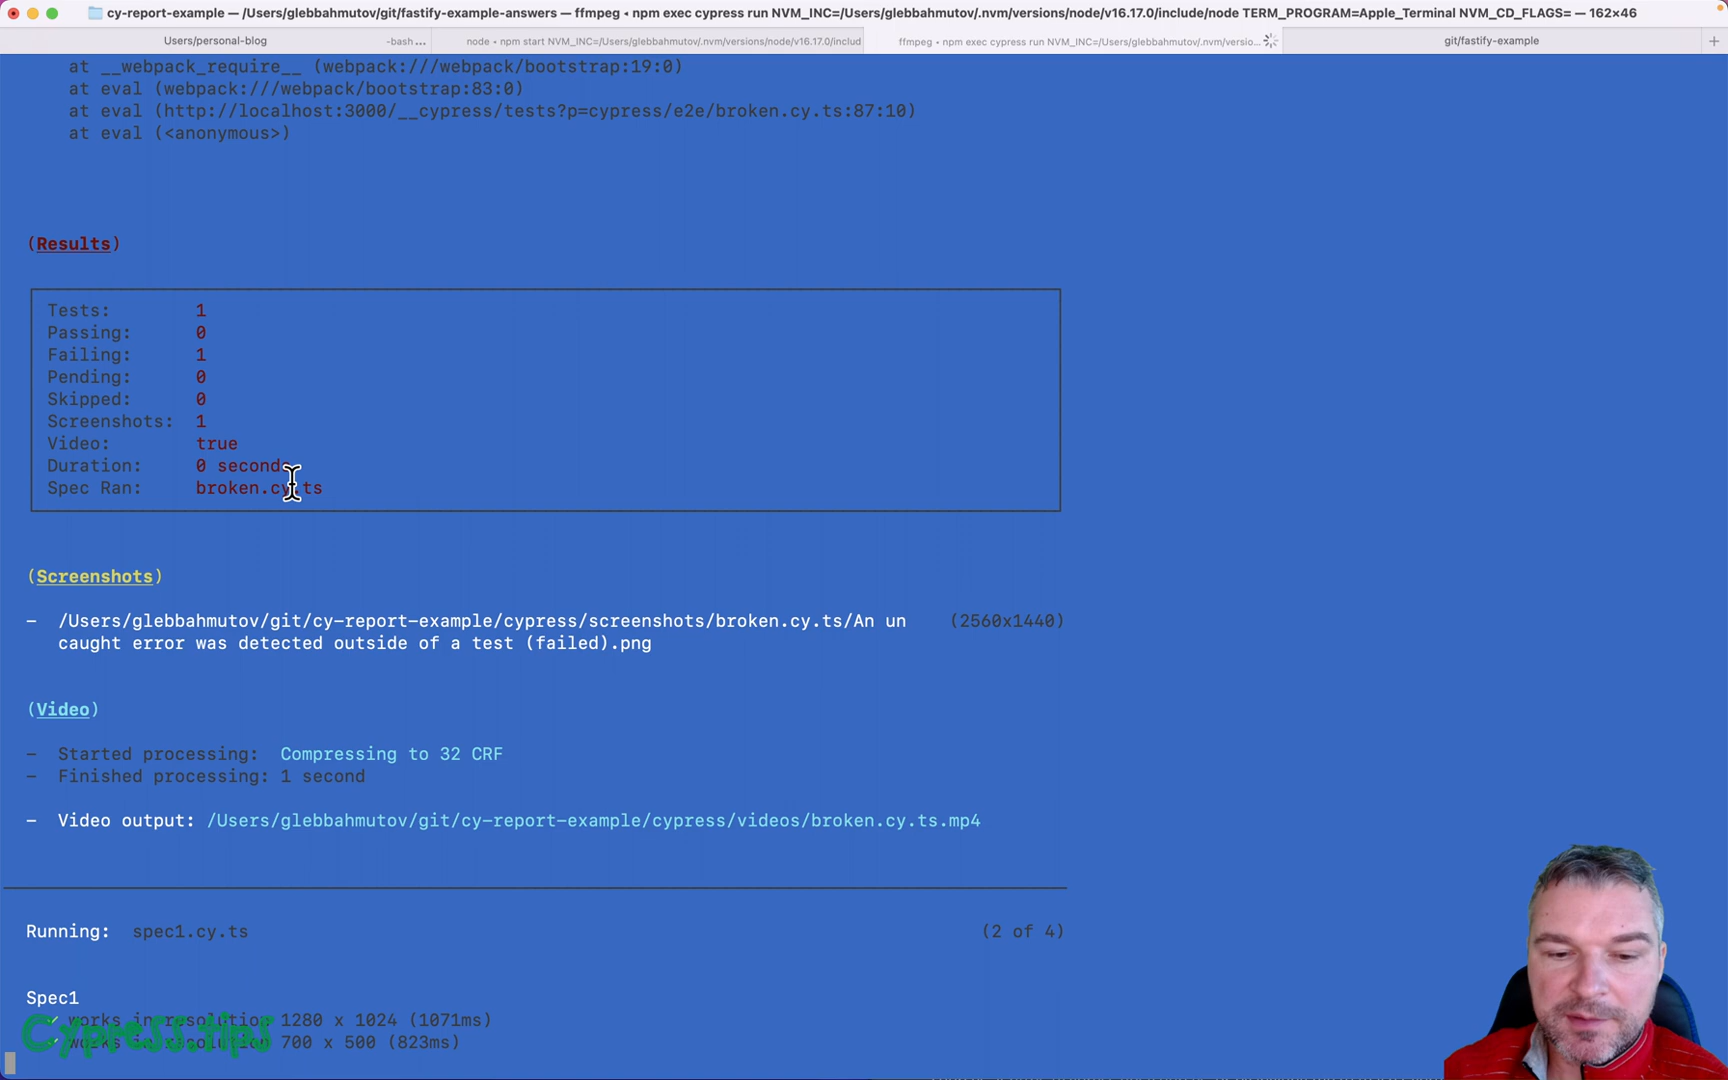 cy-report-example — /Users/glebbahmutov/git/fastify-example-answers — ffmpeg ◂ npm exec cypress run NVM_INC=/Users/glebbahmutov/.nvm/versions/node/v16.17.0/include/node TERM_PROGRAM=Apple_Terminal NVM_CD_FLAGS= — 162×46
Users/personal-blog -bash ... node ◂ npm start NVM_INC=/Users/glebbahmutov/.nvm/versions/node/v16.17.0/includ ffmpeg ◂ npm exec cypress run NVM_INC=/Users/glebbahmutov/.nvm/versio... git/fastify-example +
at __webpack_require__ (webpack:///webpack/bootstrap:19:0)
at eval (webpack:///webpack/bootstrap:83:0)
at eval (http://localhost:3000/__cypress/tests?p=cypress/e2e/broken.cy.ts:87:10)
at eval (<anonymous>)
(Results)
Tests: 1
Passing: 0
Failing: 1
Pending: 0
Skipped: 0
Screenshots: 1
Video: true
Duration: 0 seconds
Spec Ran: broken.cy.ts
(Screenshots)
- /Users/glebbahmutov/git/cy-report-example/cypress/screenshots/broken.cy.ts/An un (2560x1440)
caught error was detected outside of a test (failed).png
(Video)
- Started processing: Compressing to 32 CRF
- Finished processing: 1 second
- Video output: /Users/glebbahmutov/git/cy-report-example/cypress/videos/broken.cy.ts.mp4
Running: spec1.cy.ts (2 of 4)
Spec1
✓ works in resolution 1280 x 1024 (1071ms)
✓ works in resolution 700 x 500 (823ms)
Cypress.tips